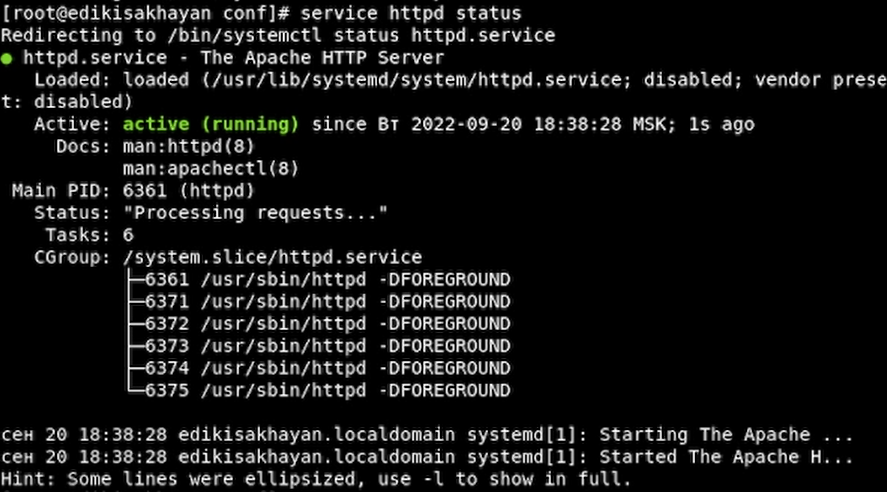 [root@edikisakhayan conf]# service httpd status
Redirecting to /bin/systemctl status httpd.service
● httpd.service - The Apache HTTP Server
   Loaded: loaded (/usr/lib/systemd/system/httpd.service; disabled; vendor prese
t: disabled)
   Active: active (running) since Вт 2022-09-20 18:38:28 MSK; 1s ago
     Docs: man:httpd(8)
           man:apachectl(8)
 Main PID: 6361 (httpd)
   Status: "Processing requests..."
    Tasks: 6
   CGroup: /system.slice/httpd.service
           ├─6361 /usr/sbin/httpd -DFOREGROUND
           ├─6371 /usr/sbin/httpd -DFOREGROUND
           ├─6372 /usr/sbin/httpd -DFOREGROUND
           ├─6373 /usr/sbin/httpd -DFOREGROUND
           ├─6374 /usr/sbin/httpd -DFOREGROUND
           └─6375 /usr/sbin/httpd -DFOREGROUND
сен 20 18:38:28 edikisakhayan.localdomain systemd[1]: Starting The Apache ...
сен 20 18:38:28 edikisakhayan.localdomain systemd[1]: Started The Apache H...
Hint: Some lines were ellipsized, use -l to show in full.